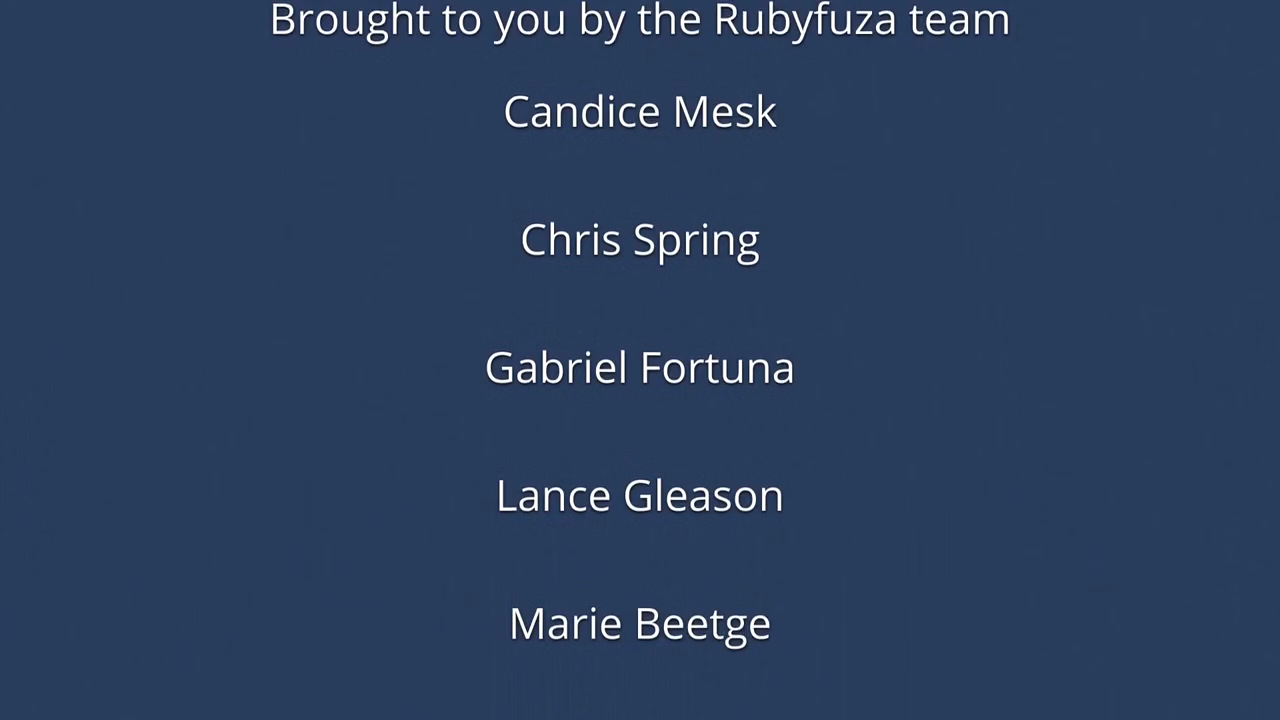 Brought to you by the Rubyfuza team
Candice Mesk
Chris Spring
Gabriel Fortuna
Lance Gleason
Marie Beetge